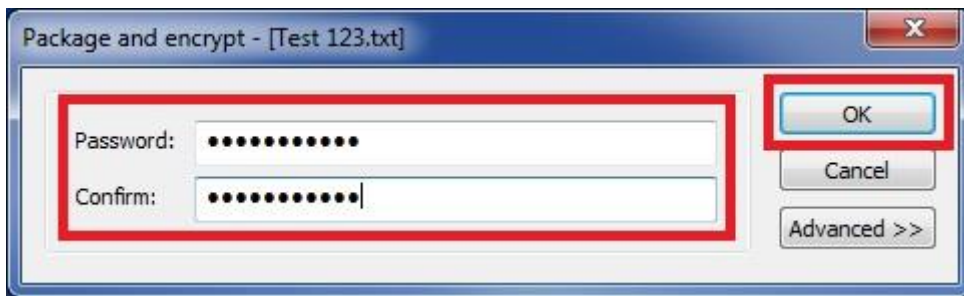 Package and encrypt - [Test 123.txt]
Password: •••••••••••
OK
Confirm: •••••••••••
Cancel
Advanced >>